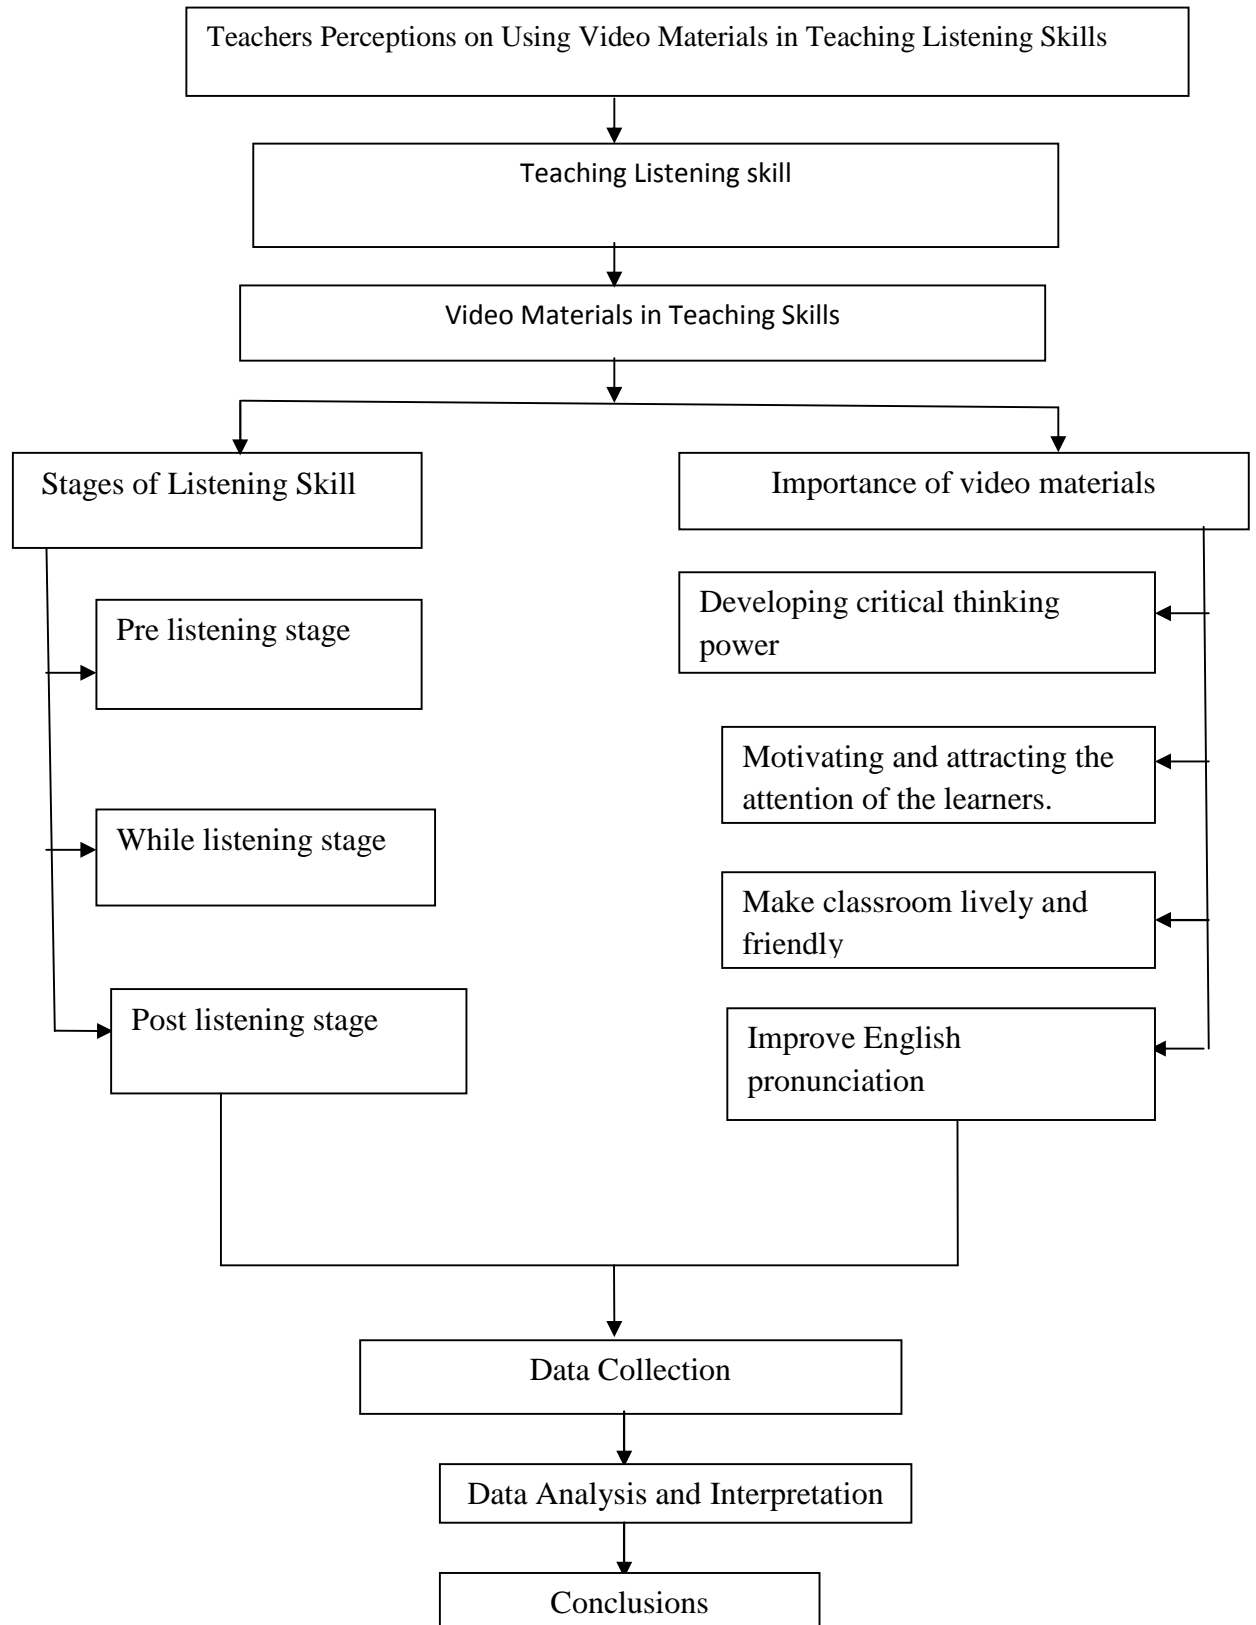 Teachers Perceptions on Using Video Materials in Teaching Listening Skills
Teaching Listening skill
Video Materials in Teaching Skills
Stages of Listening Skill
Pre listening stage
While listening stage
Post listening stage
Importance of video materials
Developing critical thinking
power
Motivating and attracting the
attention of the learners.
Make classroom lively and
friendly
Improve English
pronunciation
Data Collection
Data Analysis and Interpretation
Conclusions